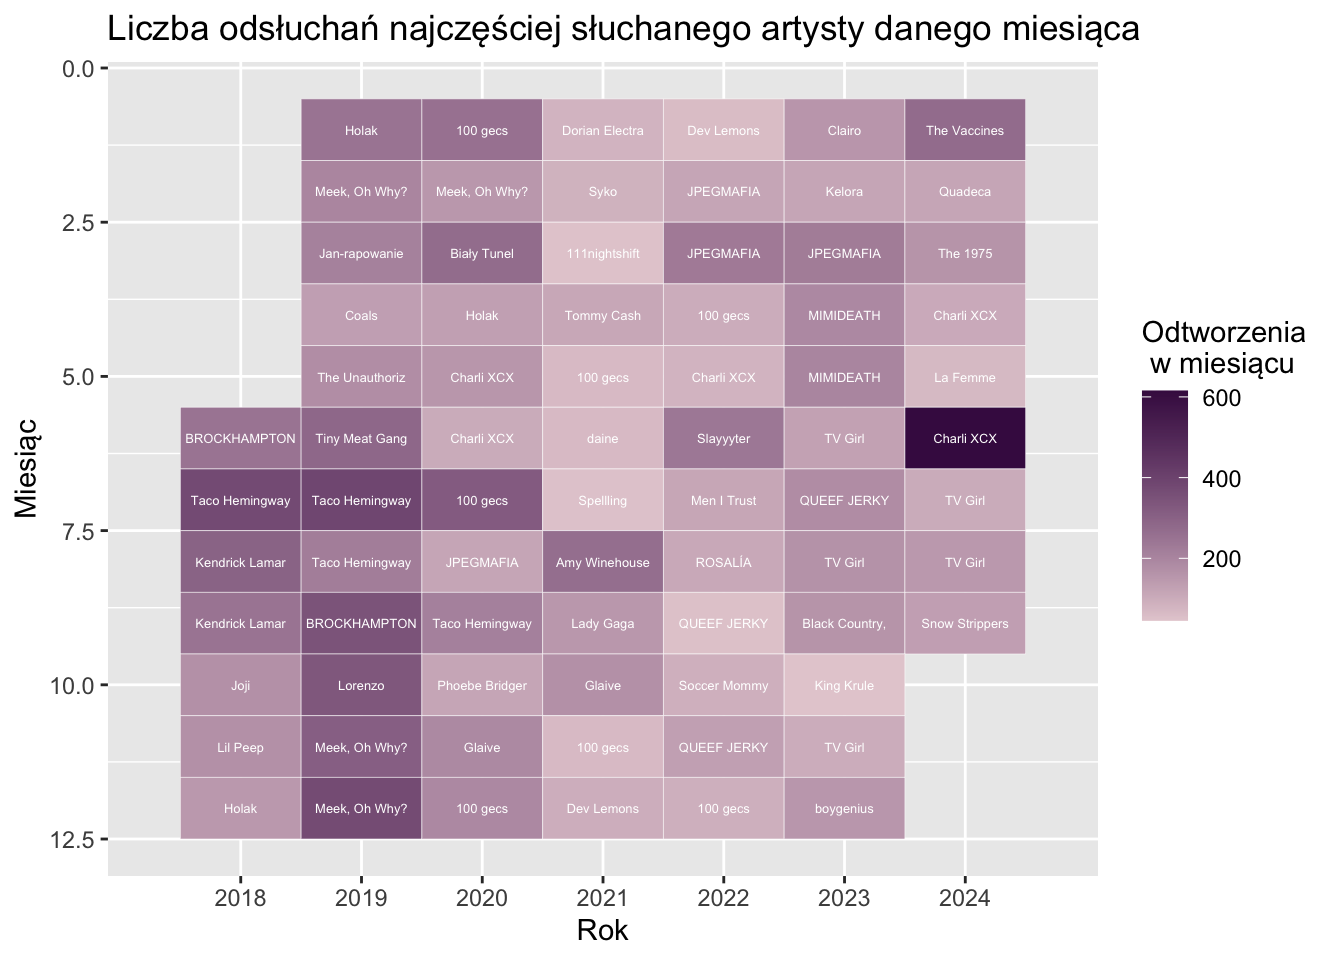 Liczba odsłuchań najczęściej słuchanego artysty danego miesiąca
0.0
Holak 100 gecs Dorian Electra Dev Lemons Clairo The Vaccines
Meek, Oh Why? Meek, Oh Why? Syko JPEGMAFIA Kelora Quadeca
2.5
Jan-rapowanie Biały Tunel 111nightshift JPEGMAFIA JPEGMAFIA The 1975
Coals Holak Tommy Cash 100 gecs MIMIDEATH Charli XCX
5.0
The Unauthoriz Charli XCX 100 gecs Charli XCX MIMIDEATH La Femme
BROCKHAMPTON Tiny Meat Gang Charli XCX daine Slayyyter TV Girl Charli XCX
Taco Hemingway Taco Hemingway 100 gecs Spellling Men I Trust QUEEF JERKY TV Girl
7.5
Kendrick Lamar Taco Hemingway JPEGMAFIA Amy Winehouse ROSALÍA TV Girl TV Girl
Kendrick Lamar BROCKHAMPTON Taco Hemingway Lady Gaga QUEEF JERKY Black Country, Snow Strippers
10.0
Joji Lorenzo Phoebe Bridger Glaive Soccer Mommy King Krule
Lil Peep Meek, Oh Why? Glaive 100 gecs QUEEF JERKY TV Girl
Holak Meek, Oh Why? 100 gecs Dev Lemons 100 gecs boygenius
12.5
2018 2019 2020 2021 2022 2023 2024
Rok
Miesiąc
Odtworzenia
w miesiącu
600
400
200